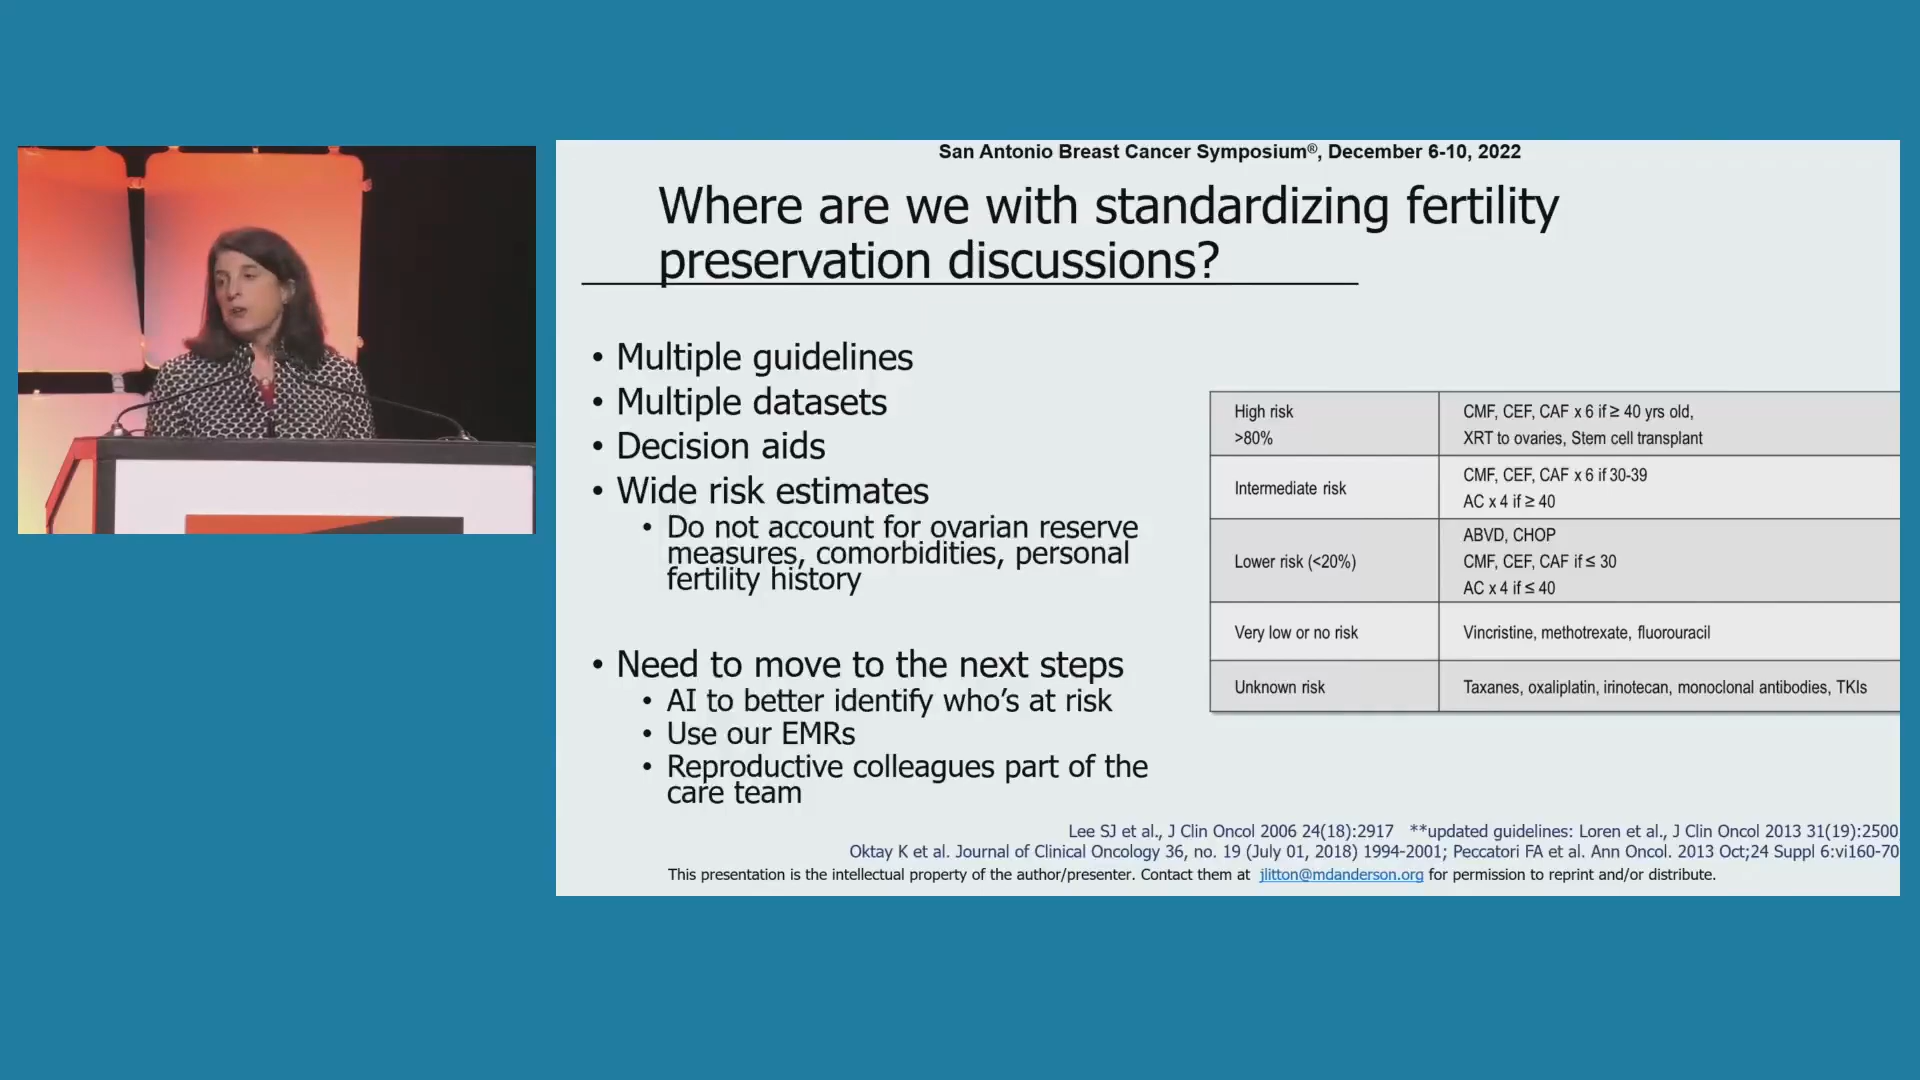 San Antonio Breast Cancer Symposium®, December 6-10, 2022
Where are we with standardizing fertility
preservation discussions?
• Multiple guidelines
• Multiple datasets
• Decision aids
• Wide risk estimates
• Do not account for ovarian reserve
measures, comorbidities, personal
fertility history
• Need to move to the next steps
• AI to better identify who's at risk
• Use our EMRs
• Reproductive colleagues part of the
care team
High risk
>80%
CMF, CEF, CAF x 6 if ≥ 40 yrs old,
XRT to ovaries, Stem cell transplant
Intermediate risk
CMF, CEF, CAF x 6 if 30-39
AC x 4 if ≥ 40
Lower risk (<20%)
ABVD, CHOP
CMF, CEF, CAF if ≤ 30
AC x 4 if ≤ 40
Very low or no risk
Vincristine, methotrexate, fluorouracil
Unknown risk
Taxanes, oxaliplatin, irinotecan, monoclonal antibodies, TKIs
Lee SJ et al., J Clin Oncol 2006 24(18):2917 **updated guidelines: Loren et al., J Clin Oncol 2013 31(19):2500
Oktay K et al. Journal of Clinical Oncology 36, no. 19 (July 01, 2018) 1994-2001; Peccatori FA et al. Ann Oncol. 2013 Oct;24 Suppl 6:vi160-70
This presentation is the intellectual property of the author/presenter. Contact them at jlitton@mdanderson.org for permission to reprint and/or distribute.